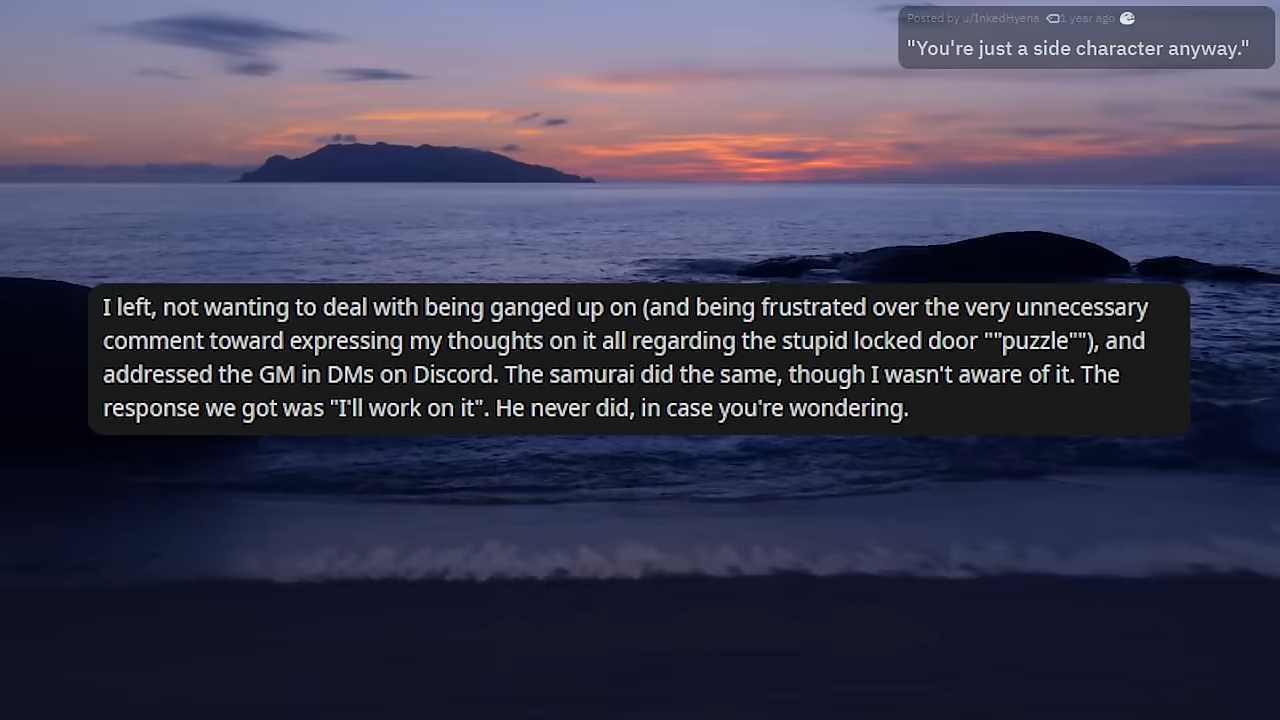 Posted by u/InkedHyena 1 year ago
"You're just a side character anyway."
I left, not wanting to deal with being ganged up on (and being frustrated over the very unnecessary
comment toward expressing my thoughts on it all regarding the stupid locked door ""puzzle""), and
addressed the GM in DMs on Discord. The samurai did the same, though I wasn't aware of it. The
response we got was "I'll work on it". He never did, in case you're wondering.